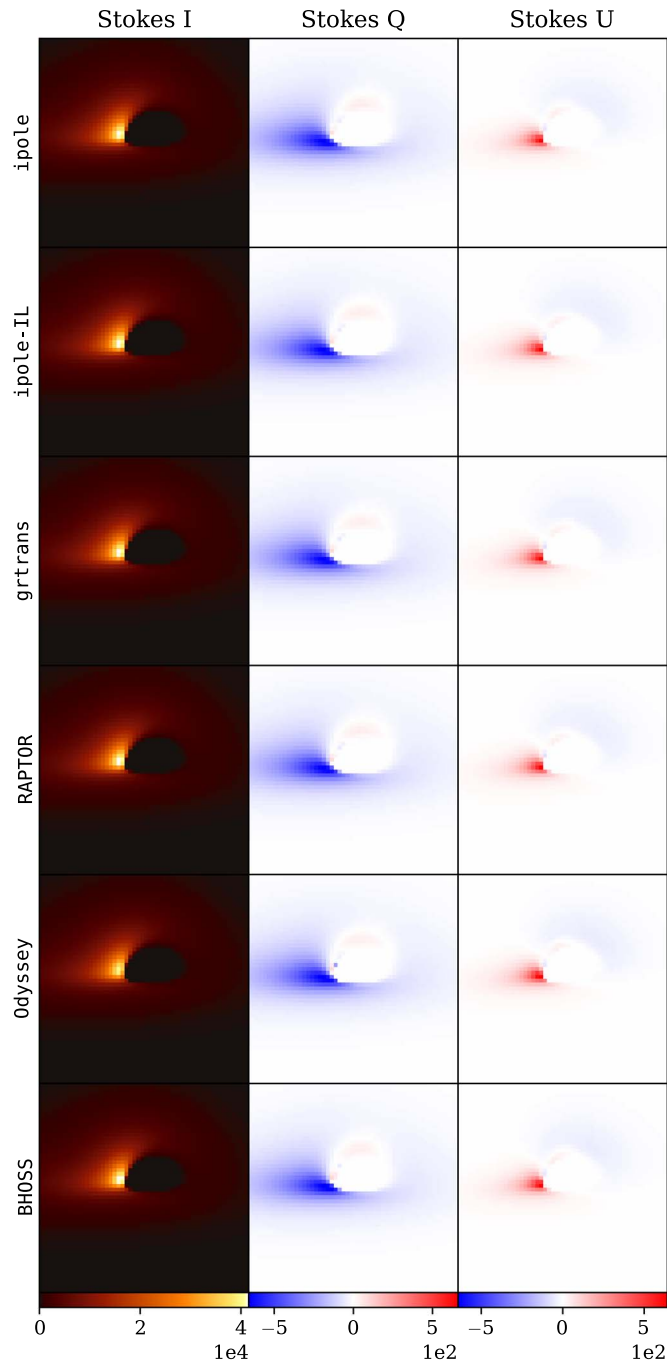 Stokes I Stokes Q Stokes U
ipole
ipole-IL
grtrans
RAPTOR
Odyssey
BHOSS
0 2 4 −5 0 5 −5 0 5
1e4 1e2 1e2